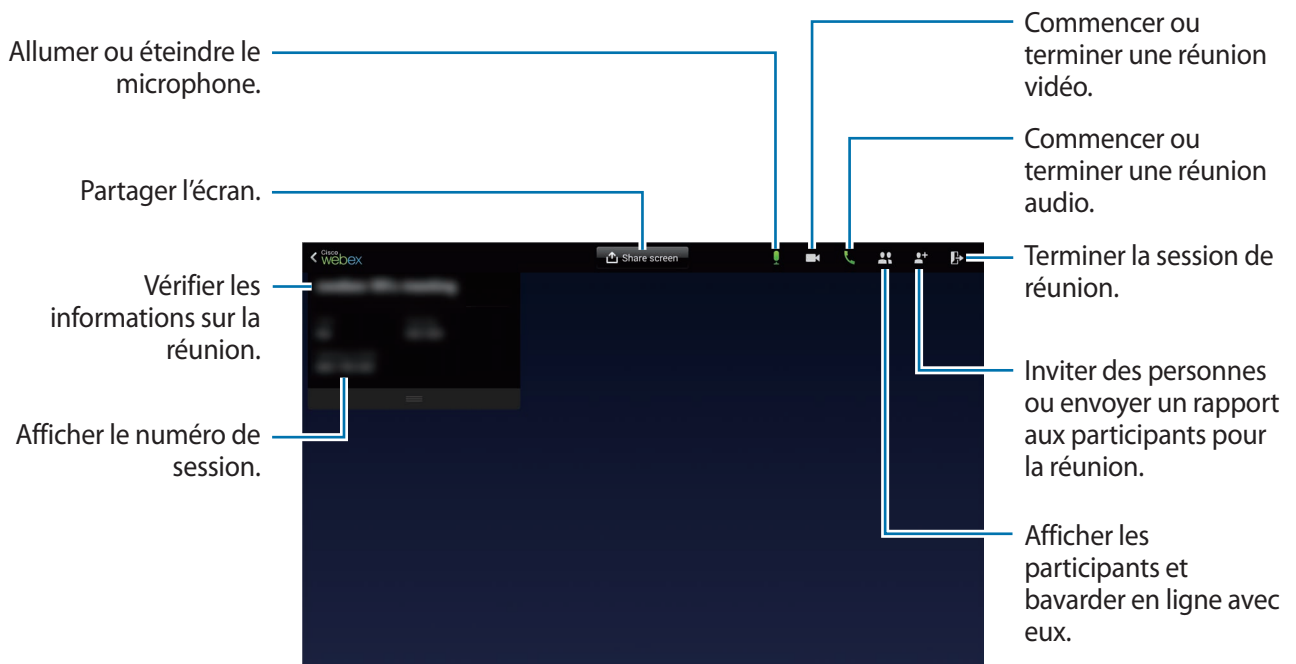 Allumer ou éteindre le
microphone.
Partager l’écran.
Vérifier les
informations sur la
réunion.
Afficher le numéro de
session.
Cisco
webex
Share screen
Commencer ou
terminer une réunion
vidéo.
Commencer ou
terminer une réunion
audio.
Terminer la session de
réunion.
Inviter des personnes
ou envoyer un rapport
aux participants pour
la réunion.
Afficher les
participants et
bavarder en ligne avec
eux.